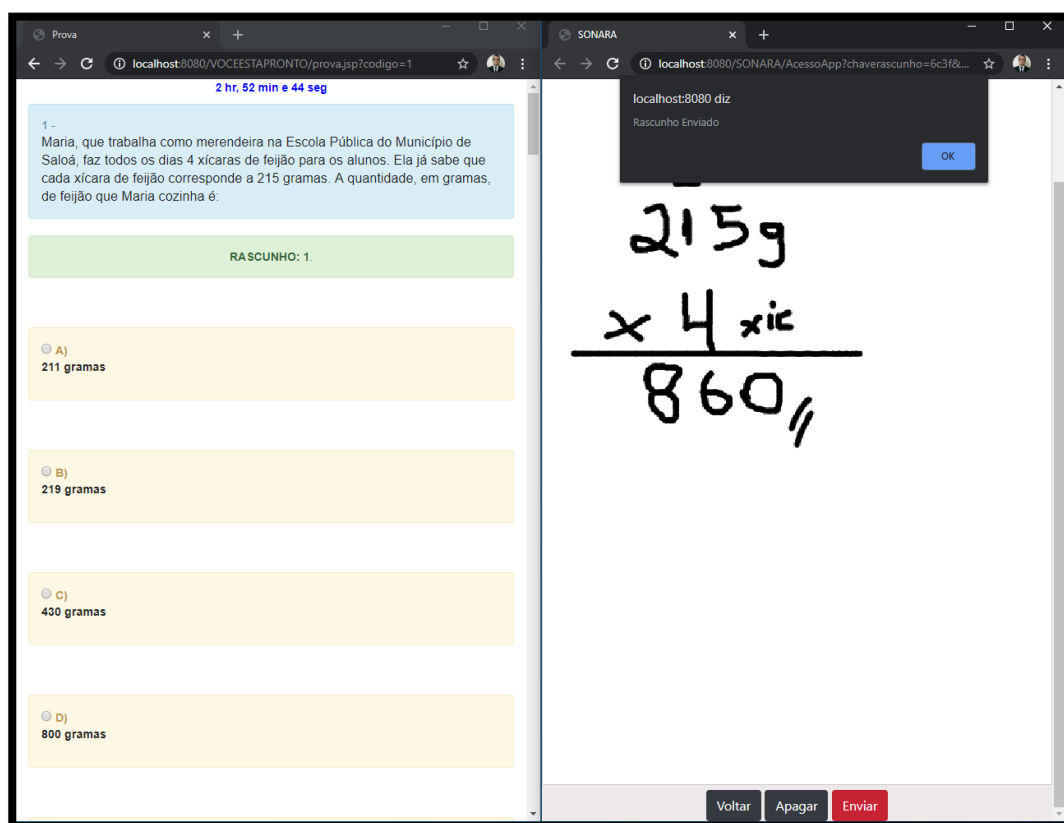 Prova
localhost:8080/VOCEESTAPRONTO/prova.jsp?codigo=1
2 hr, 52 min e 44 seg
1 -
Maria, que trabalha como merendeira na Escola Pública do Município de
Saloá, faz todos os dias 4 xícaras de feijão para os alunos. Ela já sabe que
cada xícara de feijão corresponde a 215 gramas. A quantidade, em gramas,
de feijão que Maria cozinha é:
RASCUNHO: 1.
A)
211 gramas
B)
219 gramas
C)
430 gramas
D)
800 gramas
SONARA
localhost:8080/SONARA/AcessoApp?chaverascunho=6c3f8...
localhost:8080 diz
Rascunho Enviado
OK
215g
x 4 xic
860,,
Voltar Apagar Enviar